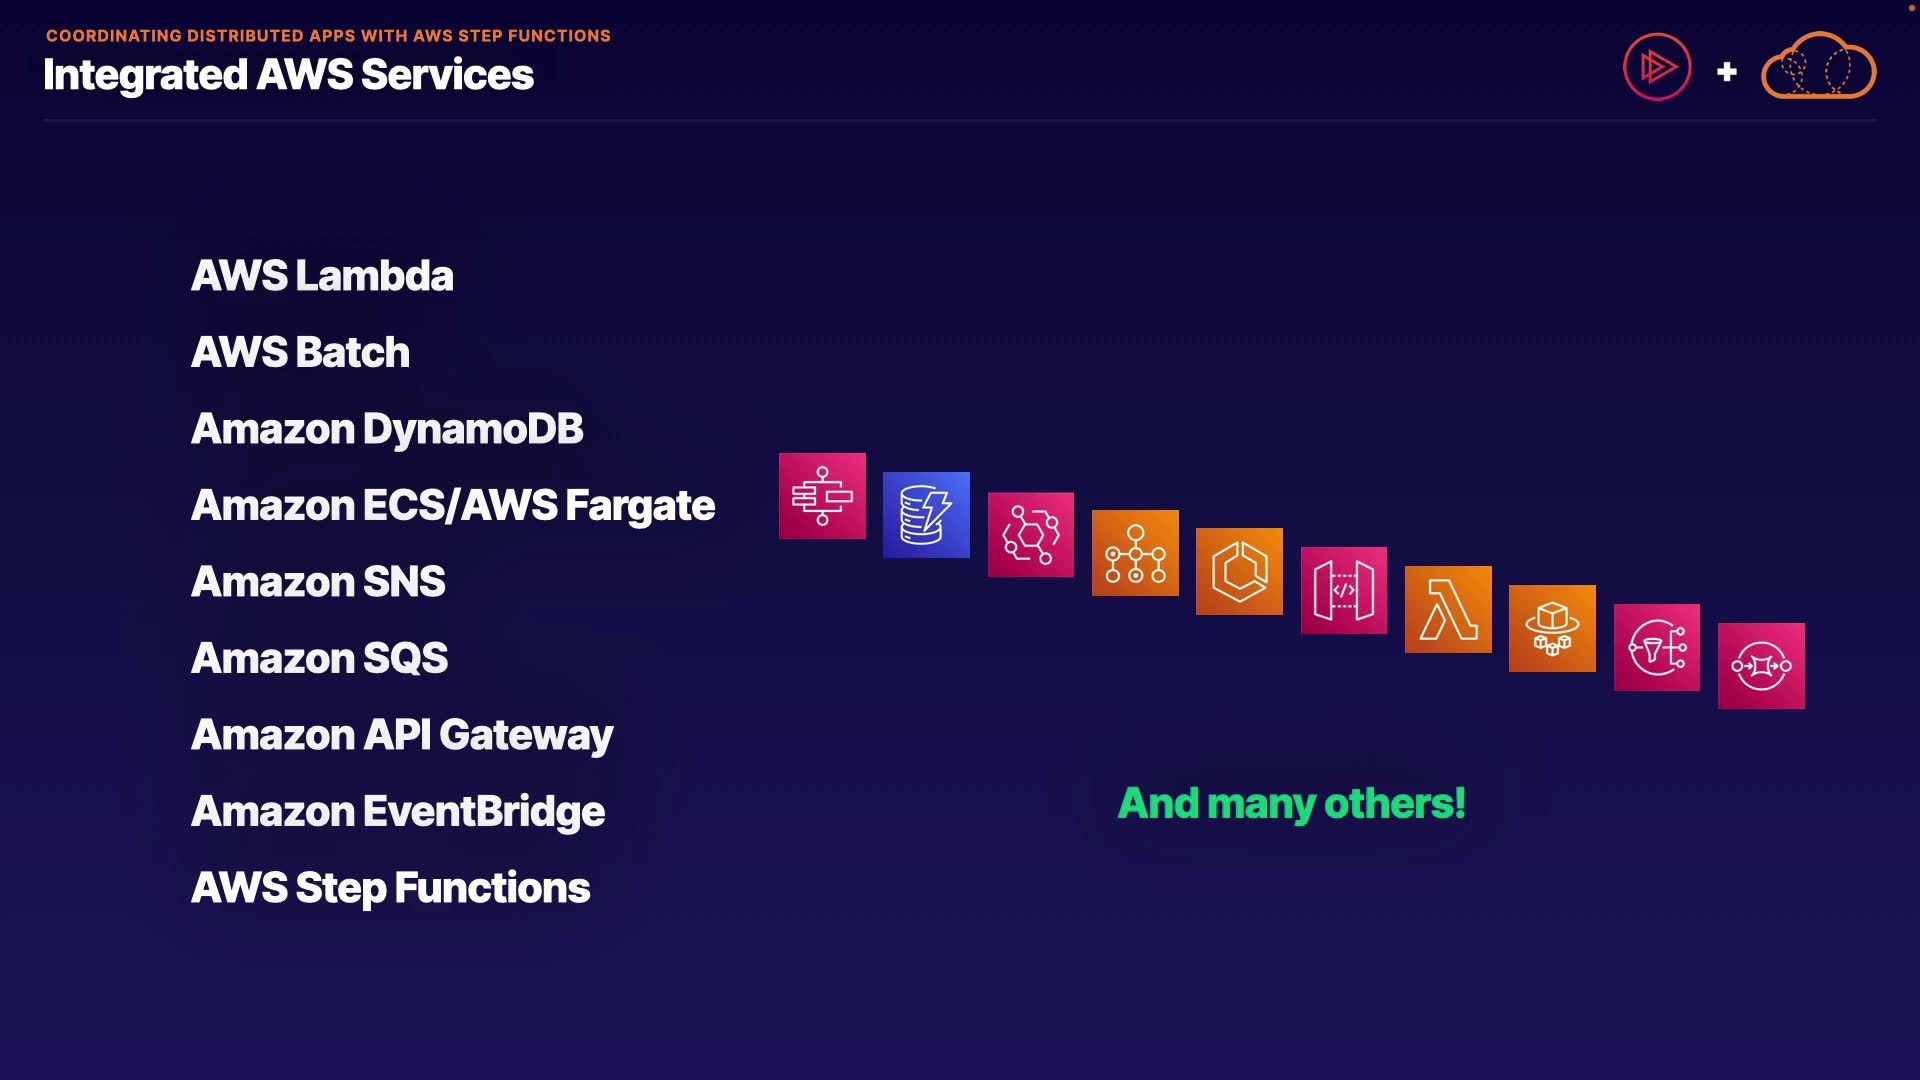 COORDINATING DISTRIBUTED APPS WITH AWS STEP FUNCTIONS
Integrated AWS Services
+
AWS Lambda
AWS Batch
Amazon DynamoDB
Amazon ECS/AWS Fargate
Amazon SNS
Amazon SQS
Amazon API Gateway
Amazon EventBridge
AWS Step Functions
</>
And many others!